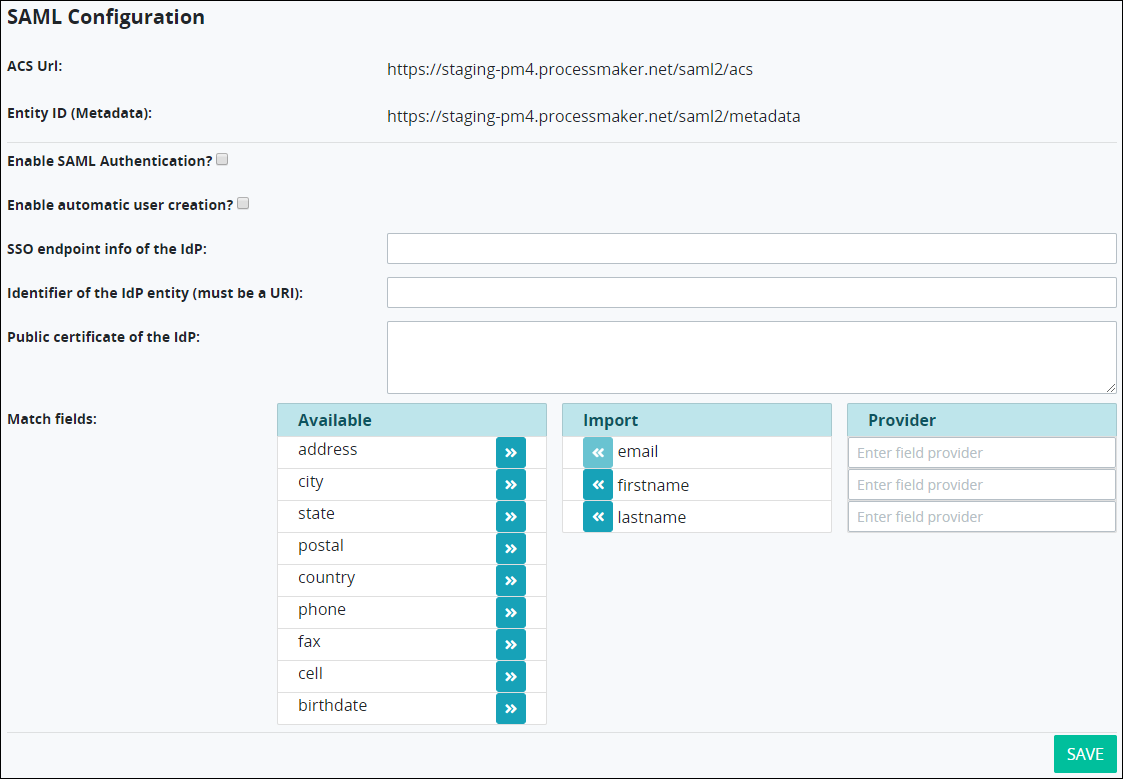 SAML Configuration
ACS Url: https://staging-pm4.processmaker.net/saml2/acs
Entity ID (Metadata): https://staging-pm4.processmaker.net/saml2/metadata
Enable SAML Authentication?
Enable automatic user creation?
SSO endpoint info of the IdP:
Identifier of the IdP entity (must be a URI):
Public certificate of the IdP:
Match fields: Available Import Provider
address » « email Enter field provider
city » « firstname Enter field provider
state » « lastname Enter field provider
postal »
country »
phone »
fax »
cell »
birthdate »
SAVE